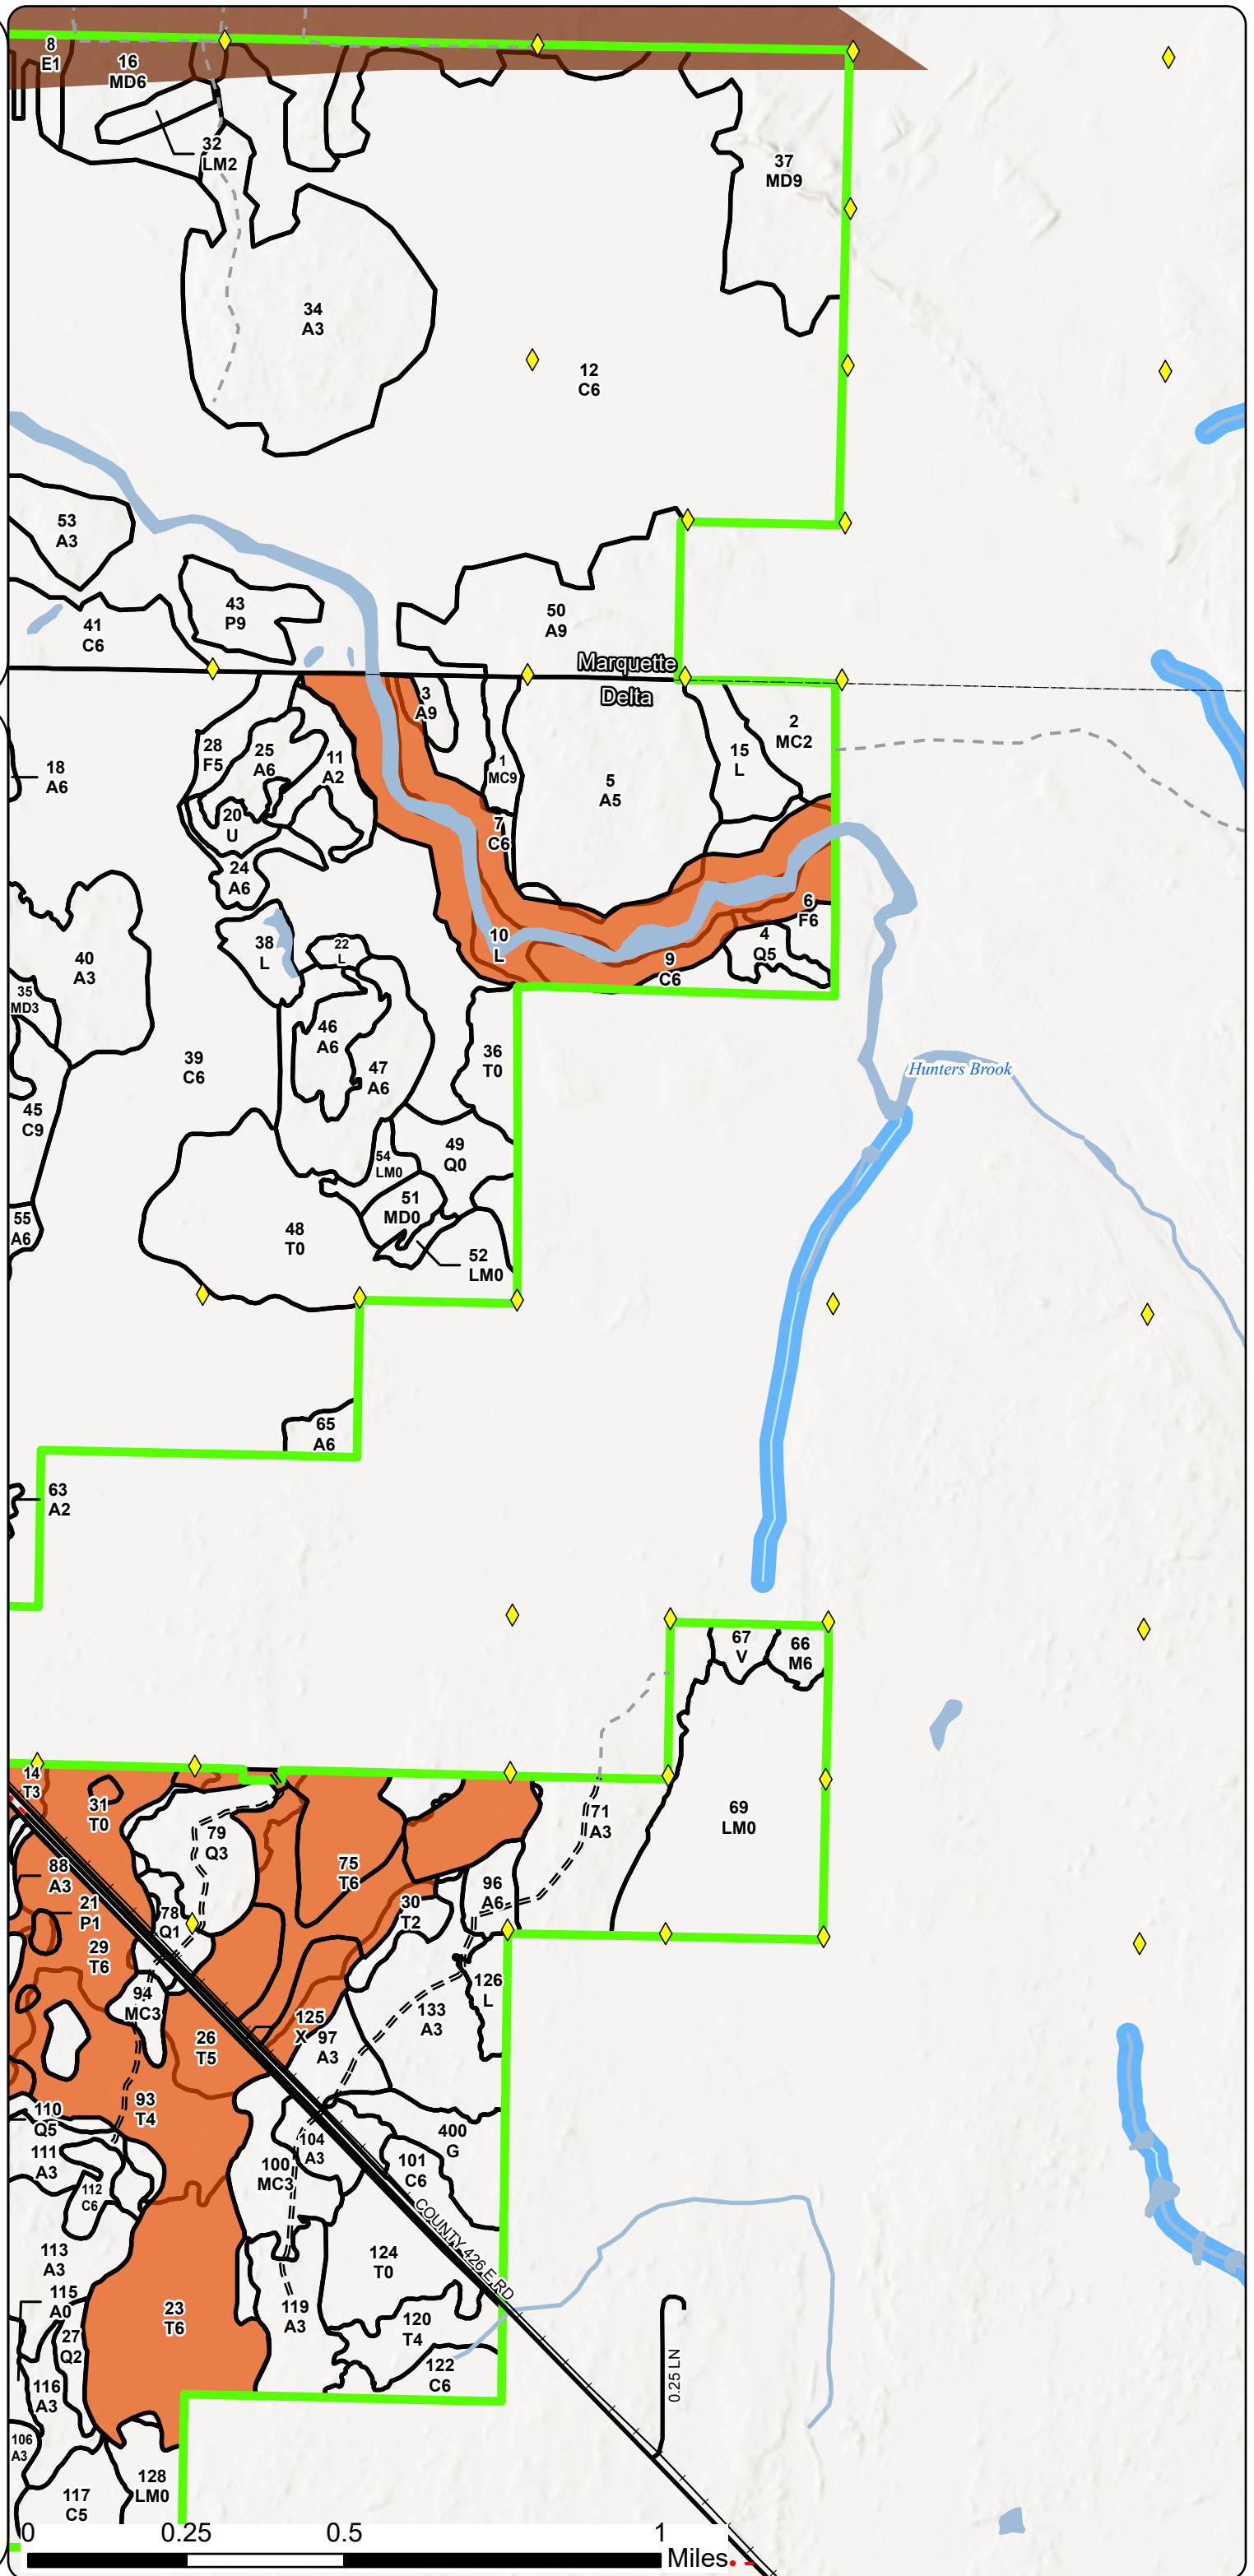 8
E1
16
MD6
32
LM2
37
MD9
34
A3
12
C6
53
A3
43
P9
41
C6
50
A9
Marquette
Delta
3
A9
2
MC2
28
F5
25
A6
11
A2
1
MC9
15
L
18
A6
5
A5
20
U
7
C6
24
A6
6
F6
38
L
22
L
10
L
4
Q5
9
C6
40
A3
35
MD3
46
A6
36
T0
39
C6
47
A6
Hunters Brook
45
C9
54
LM0
49
Q0
51
MD0
55
A6
48
T0
52
LM0
65
A6
63
A2
67
V
66
M6
14
T3
31
T0
79
Q3
71
A3
69
LM0
88
A3
75
T6
96
A6
21
P1
78
Q1
30
T2
29
T6
94
MC3
126
L
133
A3
125
X
97
A3
26
T5
93
T4
110
Q5
400
G
104
A3
111
A3
101
C6
100
MC3
112
C6
COUNTY 426 E RD
113
A3
124
T0
115
A0
119
A3
23
T6
120
T4
27
Q2
122
C6
116
A3
0.25 LN
106
A3
128
LM0
117
C5
0 0.25 0.5 1
Miles